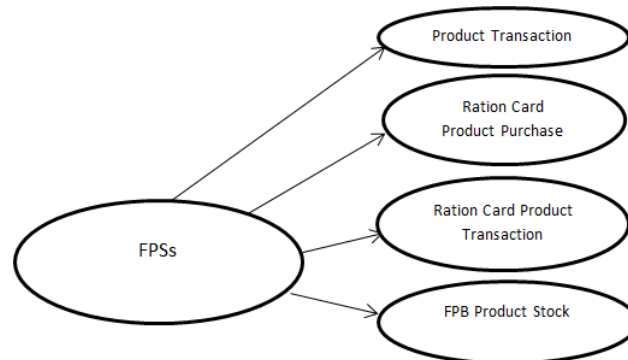 Product Transaction
Ration Card
Product Purchase
FPSs
Ration Card Product
Transaction
FPB Product Stock